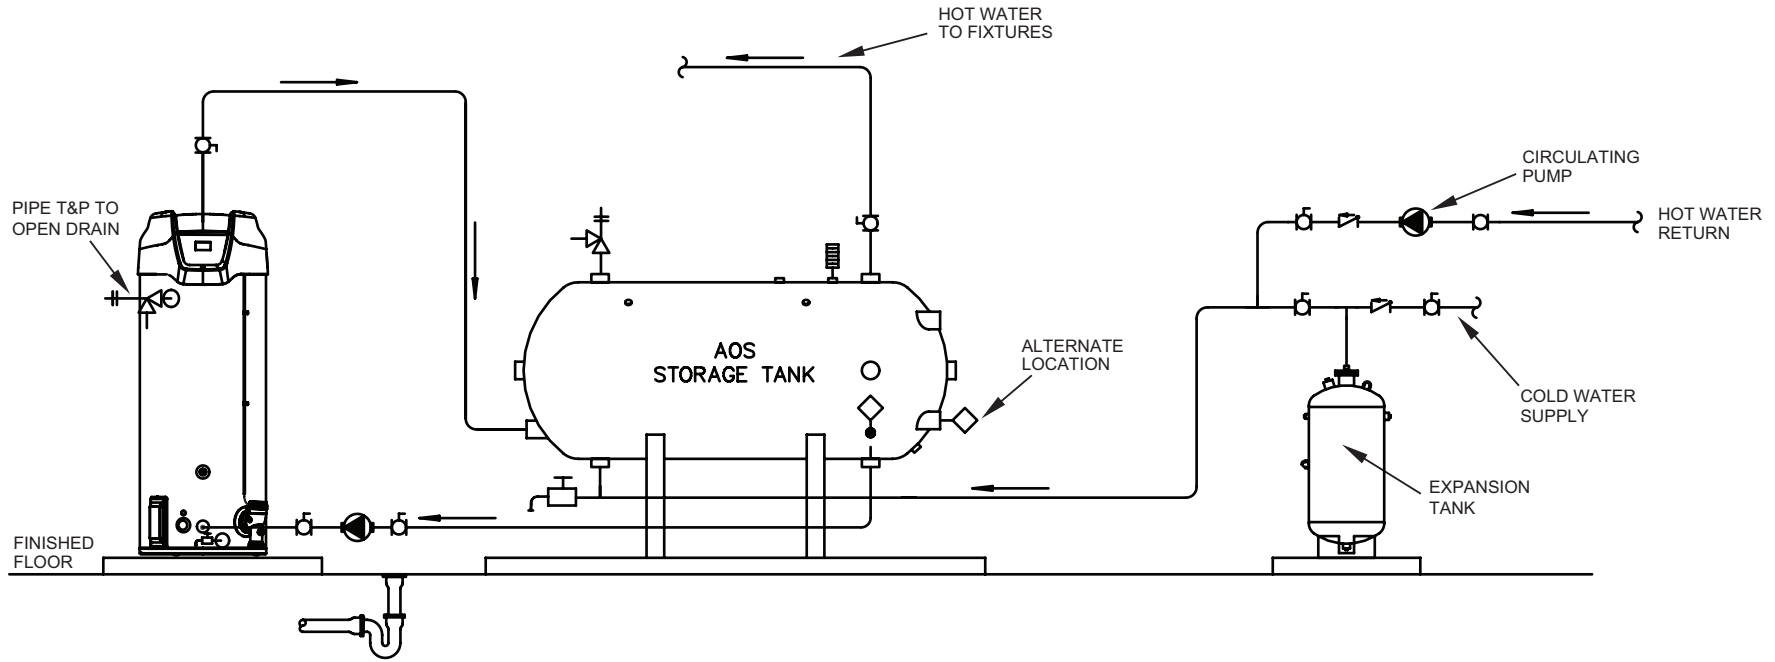 HOT WATER
TO FIXTURES
CIRCULATING
PUMP
PIPE T&P TO
OPEN DRAIN
HOT WATER
RETURN
AOS
STORAGE TANK
ALTERNATE
LOCATION
COLD WATER
SUPPLY
EXPANSION
TANK
FINISHED
FLOOR